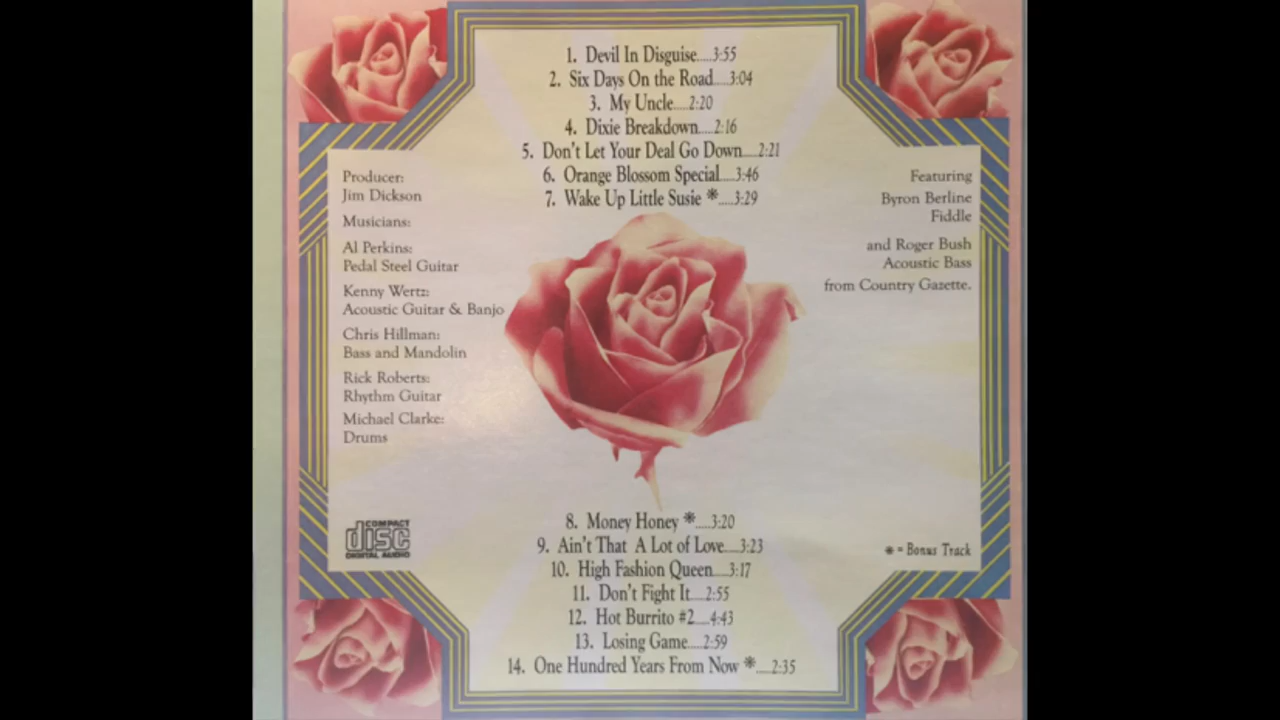 1. Devil In Disguise.....3:55
2. Six Days On the Road.....3:04
3. My Uncle.....2:20
4. Dixie Breakdown.....2:16
5. Don't Let Your Deal Go Down.....2:21
6. Orange Blossom Special.....3:46
7. Wake Up Little Susie *.....3:29
Producer:
Jim Dickson
Musicians:
Al Perkins:
Pedal Steel Guitar
Kenny Wertz:
Acoustic Guitar & Banjo
Chris Hillman:
Bass and Mandolin
Rick Roberts:
Rhythm Guitar
Michael Clarke:
Drums
Featuring
Byron Berline
Fiddle
and Roger Bush
Acoustic Bass
from Country Gazette.
8. Money Honey *.....3:20
9. Ain't That A Lot of Love.....3:23
10. High Fashion Queen.....3:17
11. Don't Fight It.....2:55
12. Hot Burrito #2.....4:43
13. Losing Game.....2:59
14. One Hundred Years From Now *.....2:35
COMPACT
disc
DIGITAL AUDIO
* = Bonus Track